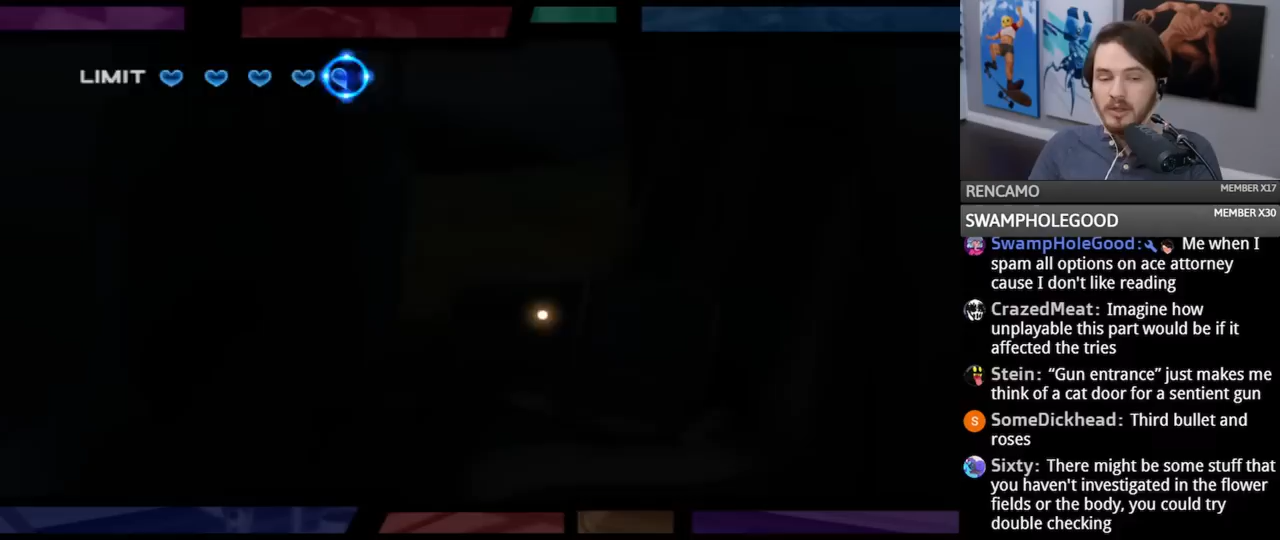 LIMIT
RENCAMO
MEMBER X17
SWAMPHOLEGOOD
MEMBER X30
SwampHoleGood: Me when I
spam all options on ace attorney
cause I don't like reading
CrazedMeat: Imagine how
unplayable this part would be if it
affected the tries
Stein: “Gun entrance” just makes me
think of a cat door for a sentient gun
S SomeDickhead: Third bullet and
roses
Sixty: There might be some stuff that
you haven't investigated in the flower
fields or the body, you could try
double checking